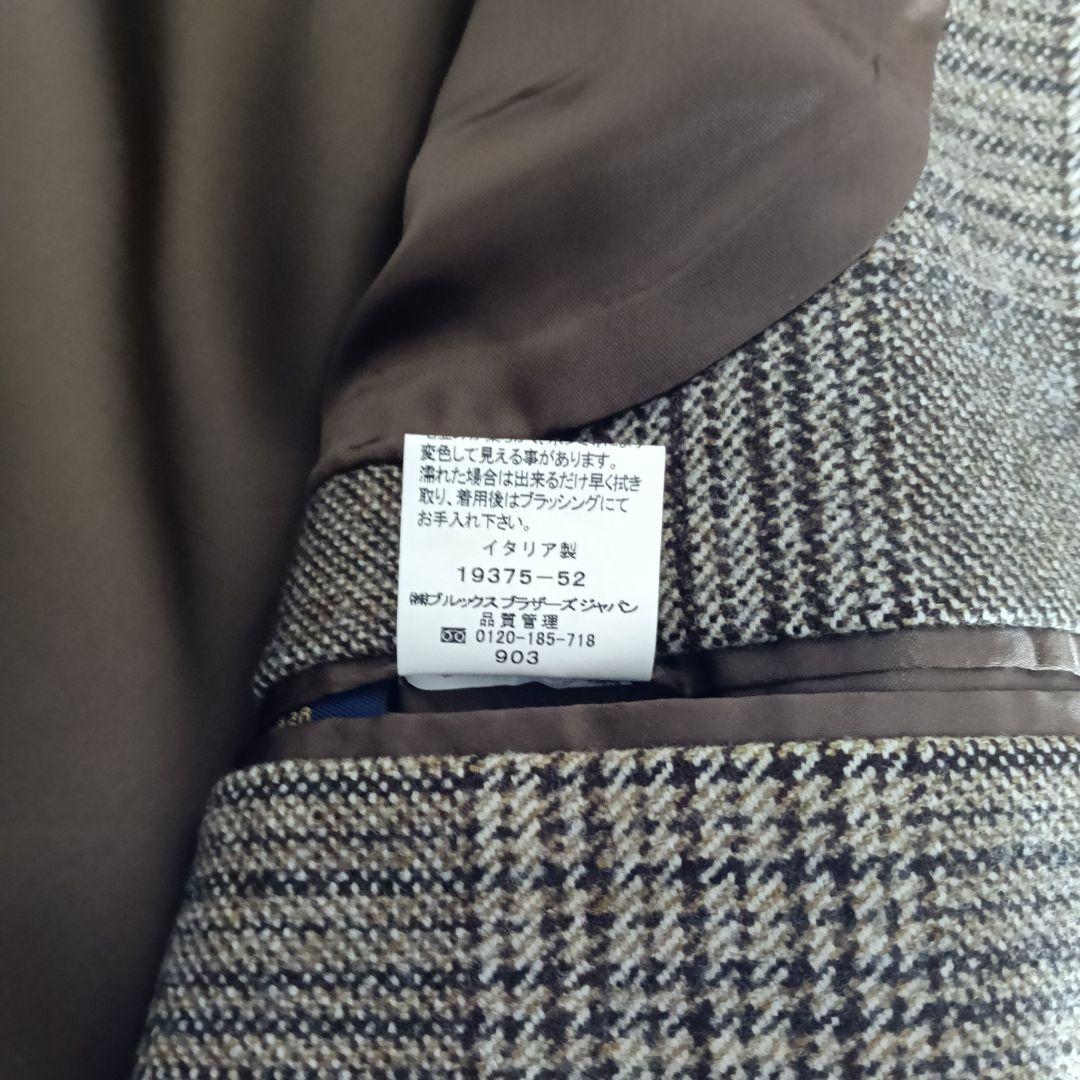 変色して見える事があります。
濡れた場合は出来るだけ早く拭き
取り、着用後はブラッシングにて
お手入れ下さい。
イタリア製
19375-52
㈱ブルックスブラザーズジャパン
品質管理
0120-185-718
903